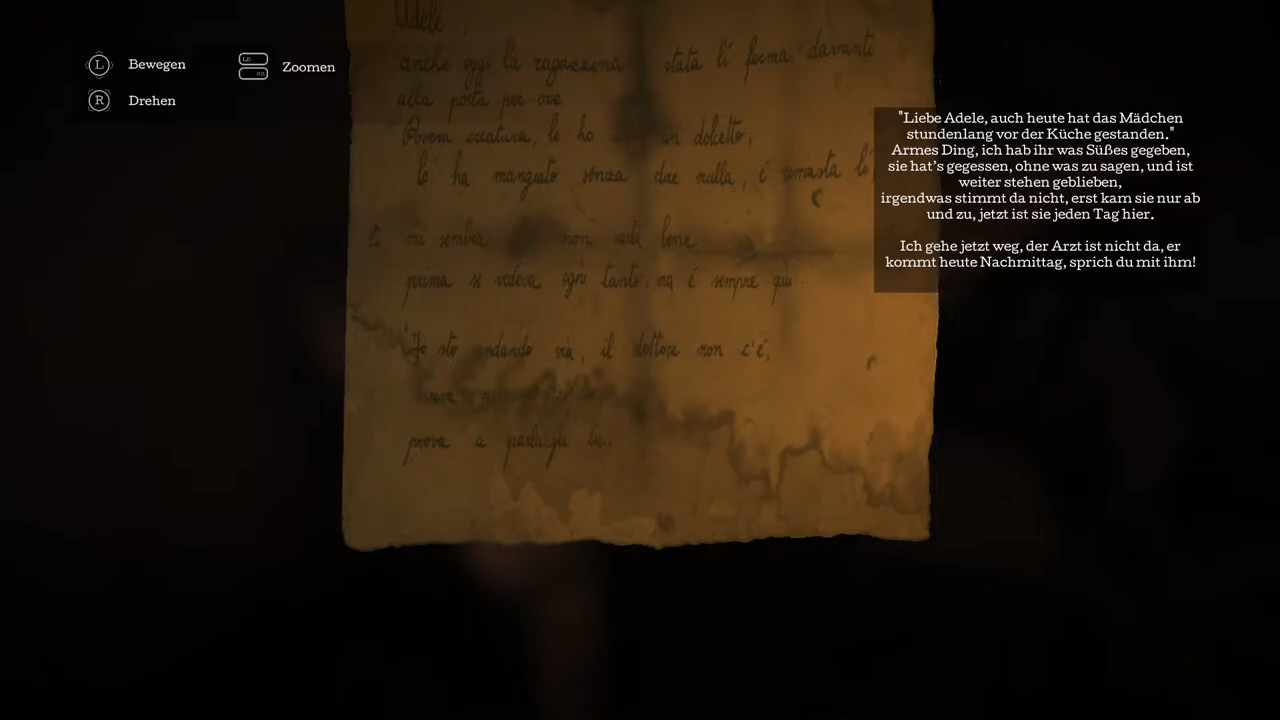 Bewegen
Zoomen
Drehen
Adele,
anche oggi la ragazzina stata lì ferma davanti
alla porta per ore
Povera creatura, le ho un dolcetto,
lo ha mangiato senza dire nulla, è rimasta lì,
mi sembra non vada bene
prima si vedeva ogni tanto, ora è sempre qui.
Io sto andando via, il dottore non c'è,
prova a parlargli tu.
"Liebe Adele, auch heute hat das Mädchen
stundenlang vor der Küche gestanden."
Armes Ding, ich hab ihr was Süßes gegeben,
sie hat's gegessen, ohne was zu sagen, und ist
weiter stehen geblieben,
irgendwas stimmt da nicht, erst kam sie nur ab
und zu, jetzt ist sie jeden Tag hier.
Ich gehe jetzt weg, der Arzt ist nicht da, er
kommt heute Nachmittag, sprich du mit ihm!